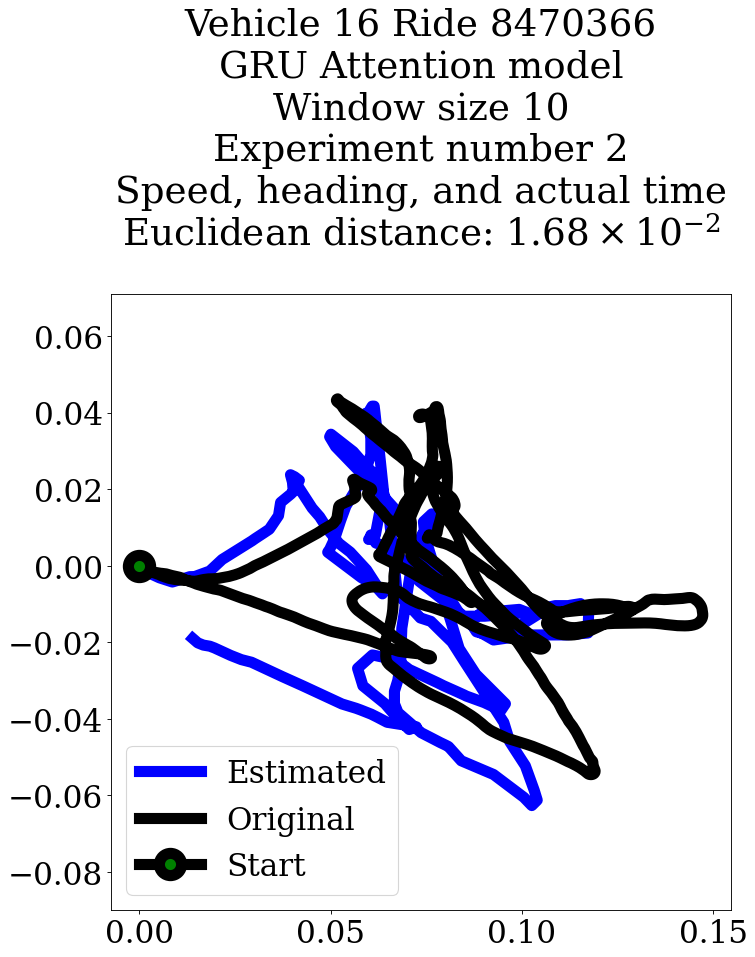 Vehicle 16 Ride 8470366
GRU Attention model
Window size 10
Experiment number 2
Speed, heading, and actual time
Euclidean distance: 1.68 × 10⁻²
0.06
0.04
0.02
0.00
−0.02
−0.04
−0.06
−0.08
Estimated
Original
Start
0.00 0.05 0.10 0.15